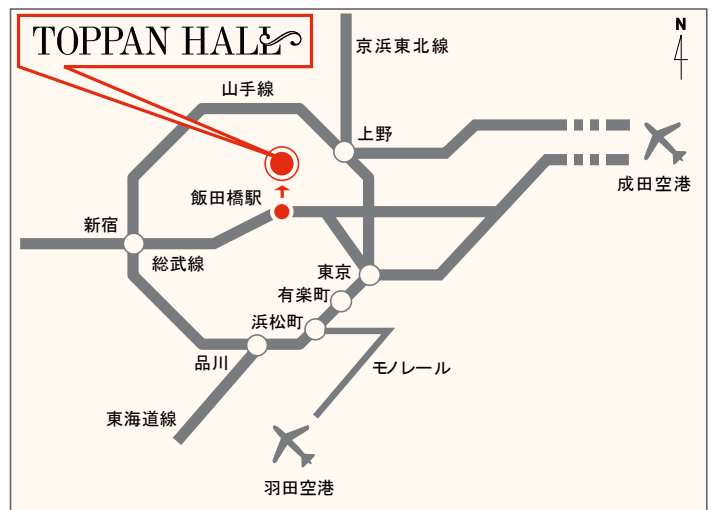 TOPPAN HALL
京浜東北線
N
山手線
上野
成田空港
飯田橋駅
新宿
総武線
東京
有楽町
浜松町
品川
モノレール
東海道線
羽田空港